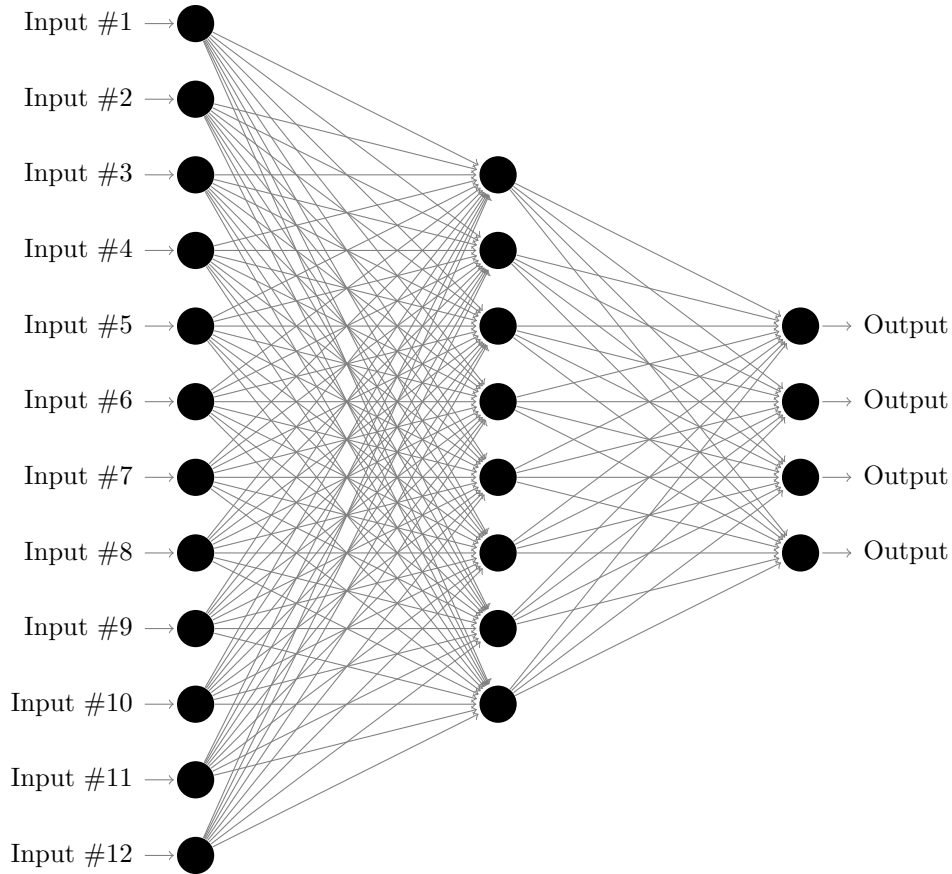 Input #1
Input #2
Input #3
Input #4
Input #5
Output
Input #6
Output
Input #7
Output
Input #8
Output
Input #9
Input #10
Input #11
Input #12